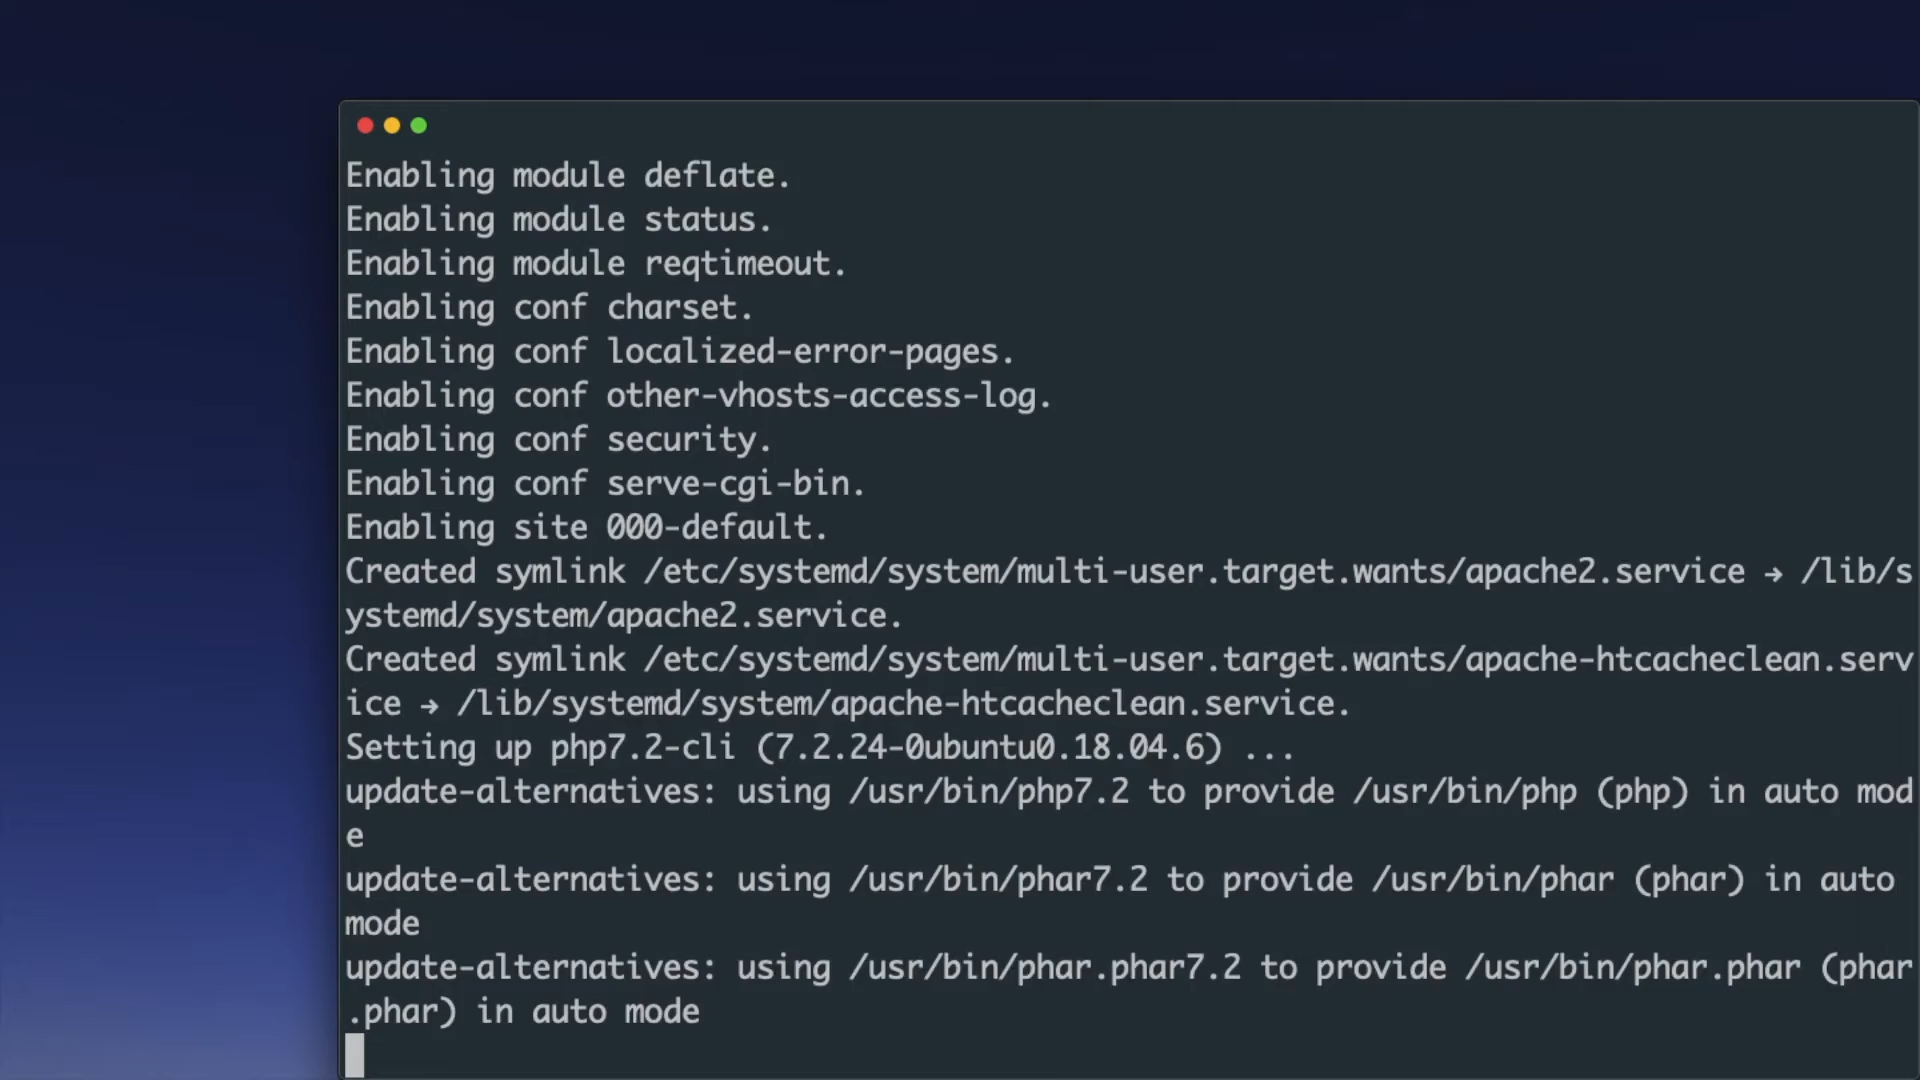 Enabling module deflate.
Enabling module status.
Enabling module reqtimeout.
Enabling conf charset.
Enabling conf localized-error-pages.
Enabling conf other-vhosts-access-log.
Enabling conf security.
Enabling conf serve-cgi-bin.
Enabling site 000-default.
Created symlink /etc/systemd/system/multi-user.target.wants/apache2.service → /lib/s
ystemd/system/apache2.service.
Created symlink /etc/systemd/system/multi-user.target.wants/apache-htcacheclean.serv
ice → /lib/systemd/system/apache-htcacheclean.service.
Setting up php7.2-cli (7.2.24-0ubuntu0.18.04.6) ...
update-alternatives: using /usr/bin/php7.2 to provide /usr/bin/php (php) in auto mod
e
update-alternatives: using /usr/bin/phar7.2 to provide /usr/bin/phar (phar) in auto
mode
update-alternatives: using /usr/bin/phar.phar7.2 to provide /usr/bin/phar.phar (phar
.phar) in auto mode